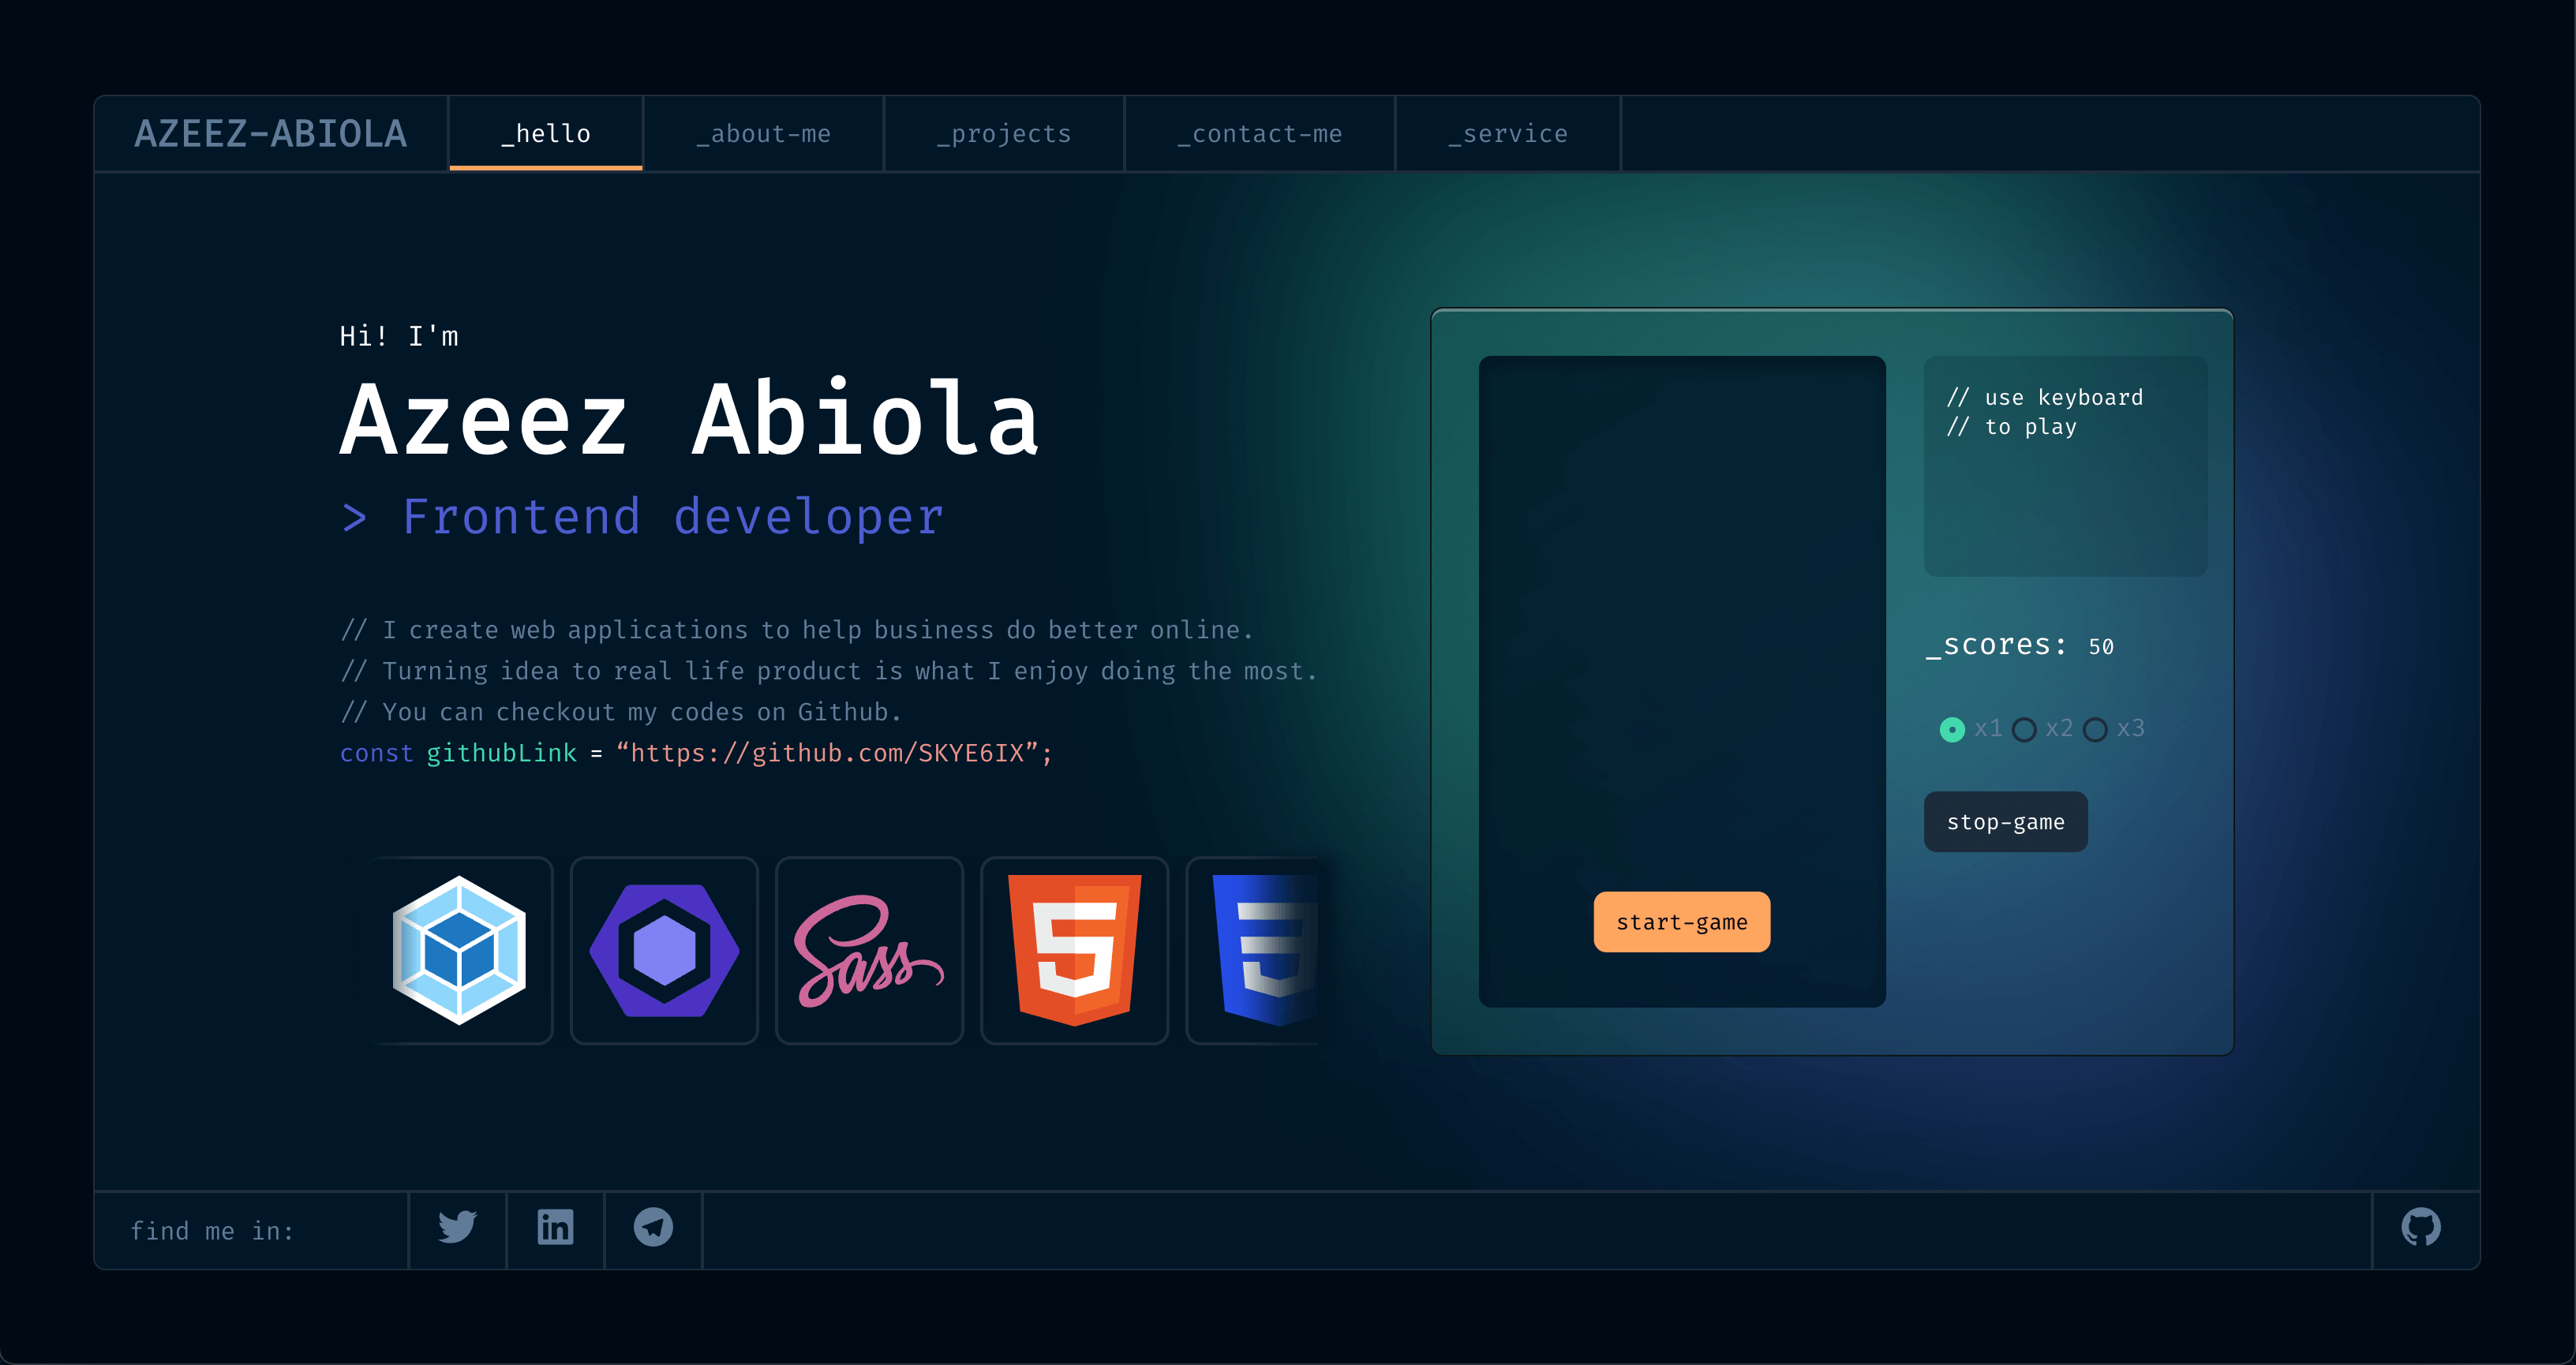 AZEEZ-ABIOLA
_hello
_about-me
_projects
_contact-me
_service
Hi! I'm
Azeez Abiola
> Frontend developer
// I create web applications to help business do better online.
// Turning idea to real life product is what I enjoy doing the most.
// You can checkout my codes on Github.
const githubLink = “https://github.com/SKYE6IX”;
Sass
5
// use keyboard
// to play
_scores: 50
x1 x2 x3
stop-game
start-game
find me in:
in